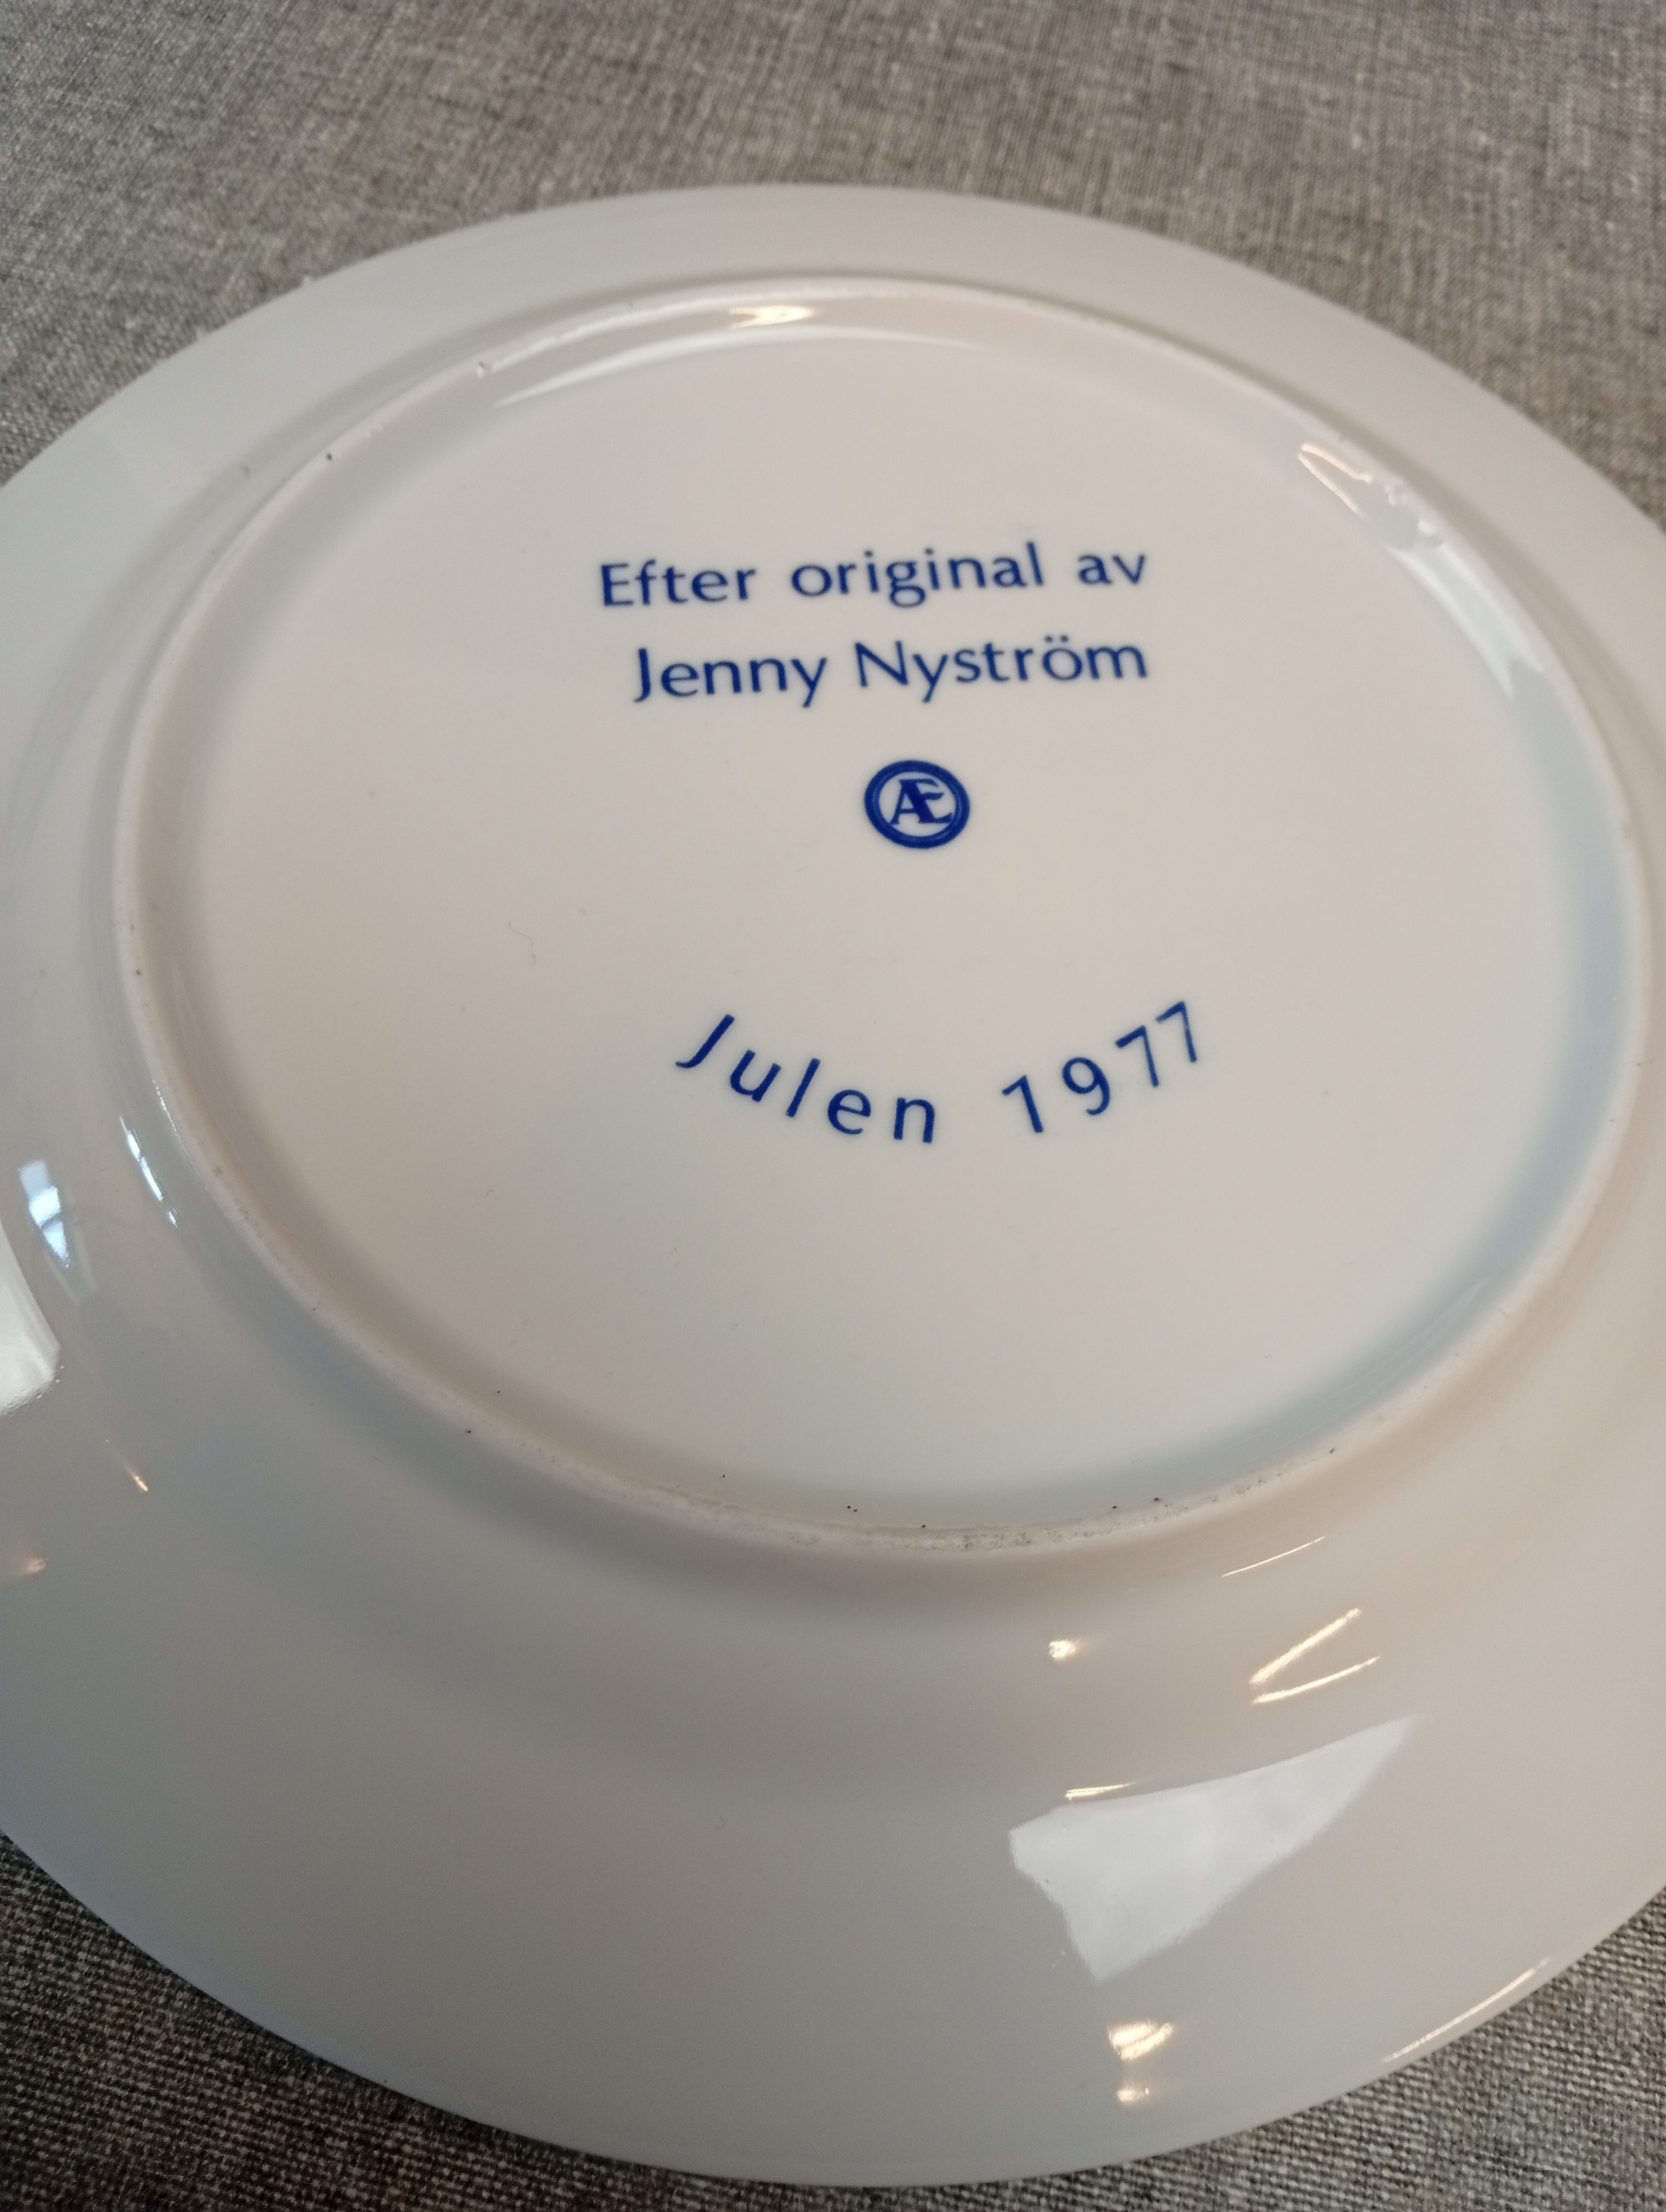 Efter original av
Jenny Nyström
Æ
Julen 1977